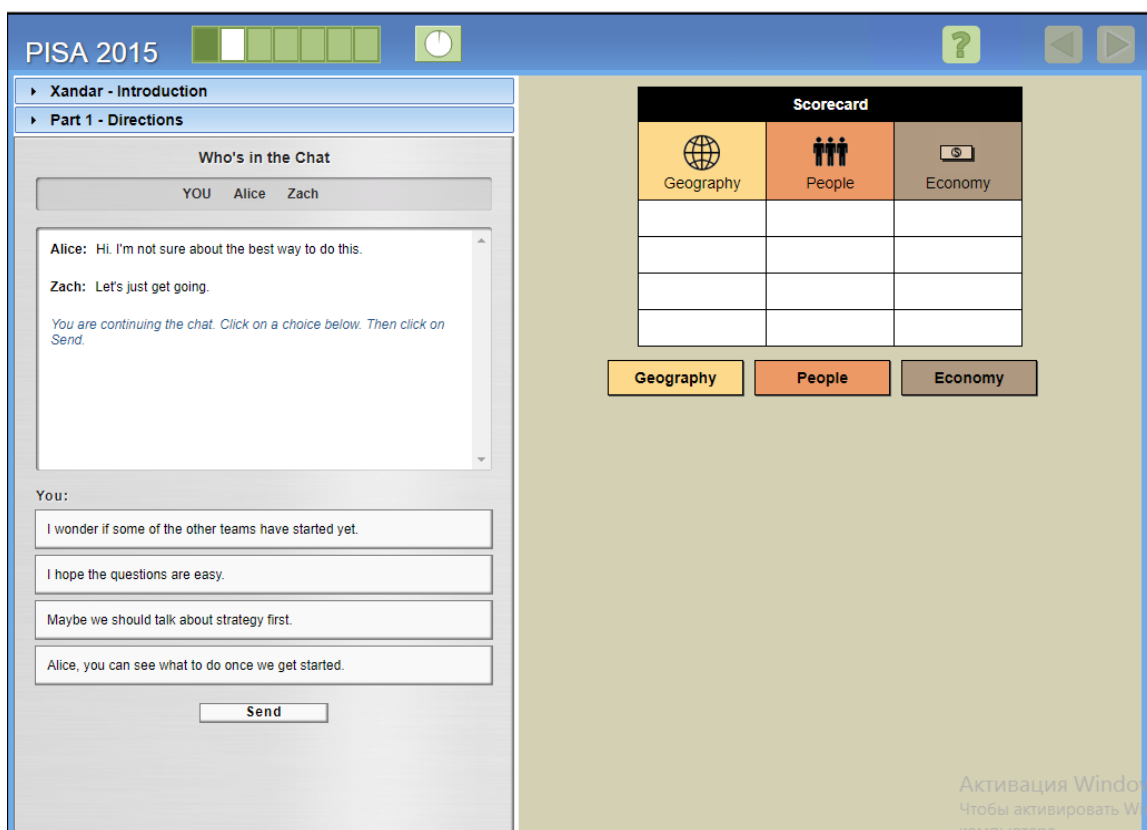 PISA 2015
?
Xandar - Introduction
Part 1 - Directions
Who's in the Chat
YOU Alice Zach
Alice: Hi. I'm not sure about the best way to do this.
Zach: Let's just get going.
You are continuing the chat. Click on a choice below. Then click on
Send.
You:
I wonder if some of the other teams have started yet.
I hope the questions are easy.
Maybe we should talk about strategy first.
Alice, you can see what to do once we get started.
Send
Scorecard
Geography People Economy
Geography People Economy
Активация Windo
Чтобы активировать W